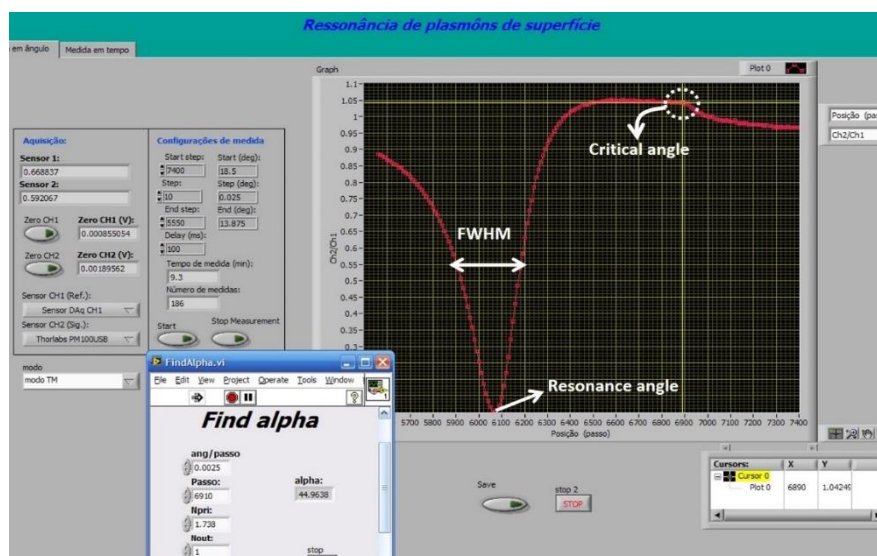 Ressonância de plasmôns de superfície
em ângulo
Medida em tempo
Graph
Plot 0
Aquisição:
Sensor 1:
0.668837
Sensor 2:
0.592067
Zero CH1
Zero CH1 (V):
0.000855054
Zero CH2
Zero CH2 (V):
0.00189562
Sensor CH1 (Ref.):
Sensor DAq CH1
Sensor CH2 (Sig.):
Thorlabs PM100USB
modo
modo TM
Configurações de medida
Start step:
Start (deg):
7400
18.5
Step:
Step (deg):
10
0.025
End step:
End (deg):
5550
13.875
Delay (ms):
100
Tempo de medida (min):
9.3
Número de medidas:
186
Start
Stop Measurement
1.1
1.05
1
0.95
0.9
0.85
0.8
0.75
0.7
0.65
0.6
0.55
0.5
0.45
0.4
0.35
0.3
Ch2/Ch1
Critical angle
FWHM
Resonance angle
5700 5800 5900 6000 6100 6200 6300 6400 6500 6600 6700 6800 6900 7000 7100 7200 7300 7400
Posição (passo)
Posição (pas
Ch2/Ch1
FindAlpha.vi
File Edit View Project Operate Tools Window
Find alpha
ang/passo
0.0025
Passo:
6910
Npri:
1.738
Nout:
1
alpha:
44.9638
stop
Save
stop 2
STOP
Cursors: X Y
Cursor 0
Plot 0 6890 1.0424